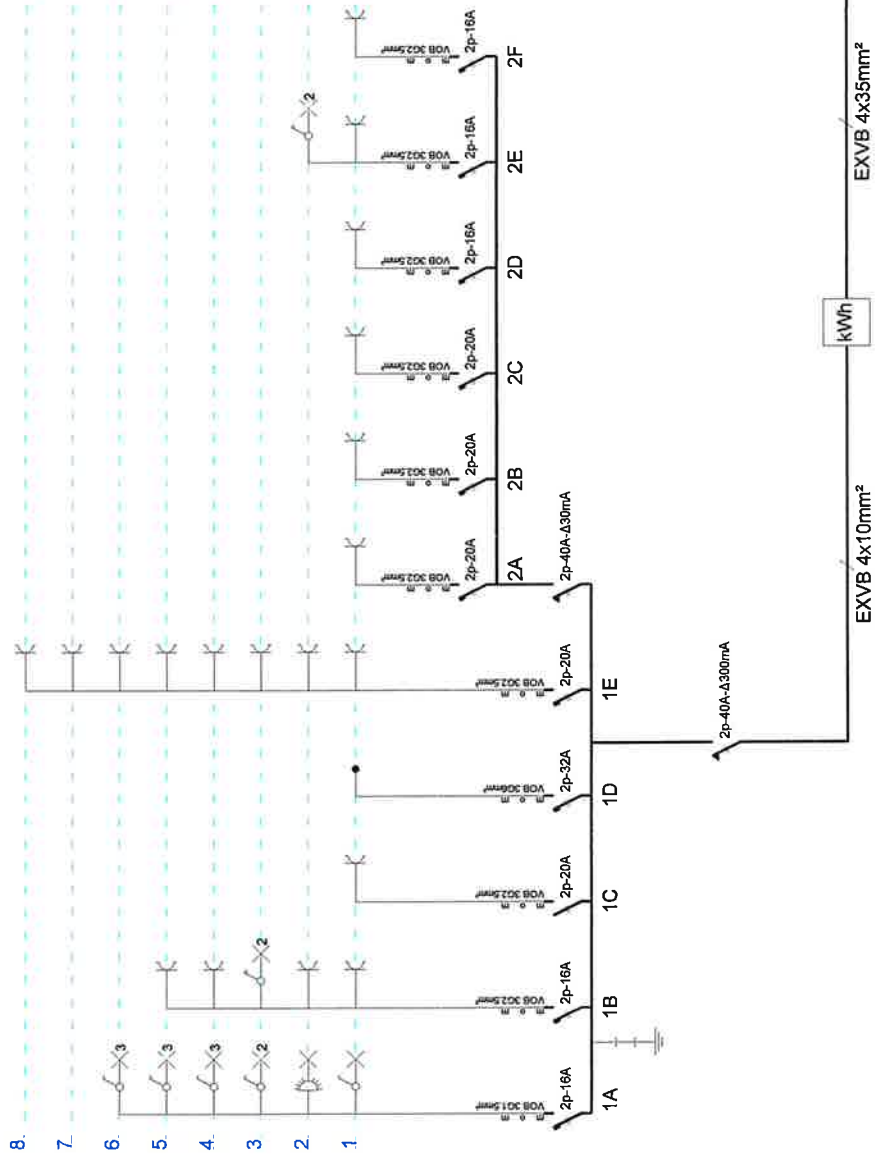 8.
7.
6.
5.
4.
3.
2.
1.
3
3
3
2
VOB 3G1.5mm²
2p-16A
1A
2
VOB 3G2.5mm²
2p-16A
1B
VOB 3G2.5mm²
2p-20A
1C
VOB 3G6mm²
2p-32A
1D
VOB 3G2.5mm²
2p-20A
1E
2p-40A-Δ30mA
VOB 3G2.5mm²
2p-20A
2A
VOB 3G2.5mm²
2p-20A
2B
VOB 3G2.5mm²
2p-20A
2C
VOB 3G2.5mm²
2p-16A
2D
2
VOB 3G2.5mm²
2p-16A
2E
VOB 3G2.5mm²
2p-16A
2F
2p-40A-Δ300mA
EXVB 4x10mm²
kWh
EXVB 4x35mm²